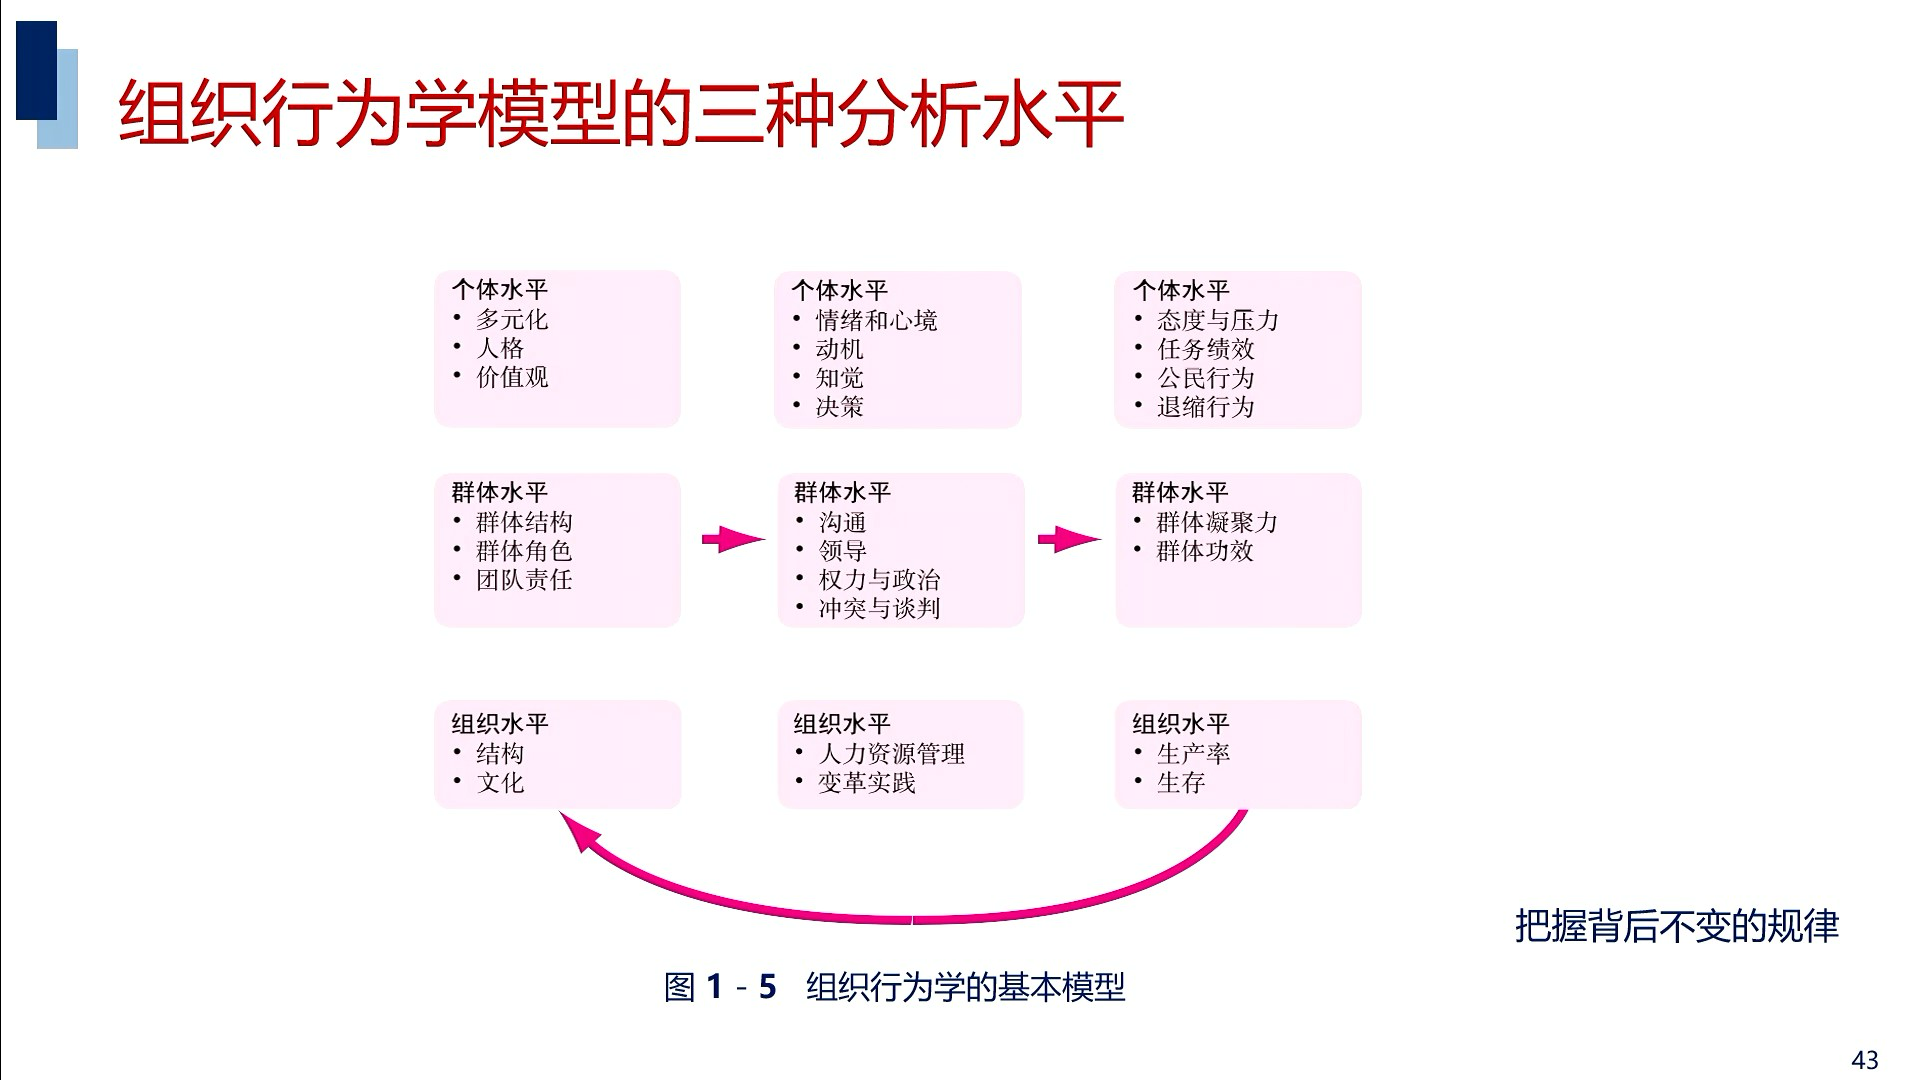 组织行为学模型的三种分析水平
个体水平
• 多元化
• 人格
• 价值观
个体水平
• 情绪和心境
• 动机
• 知觉
• 决策
个体水平
• 态度与压力
• 任务绩效
• 公民行为
• 退缩行为
群体水平
• 群体结构
• 群体角色
• 团队责任
群体水平
• 沟通
• 领导
• 权力与政治
• 冲突与谈判
群体水平
• 群体凝聚力
• 群体功效
组织水平
• 结构
• 文化
组织水平
• 人力资源管理
• 变革实践
组织水平
• 生产率
• 生存
把握背后不变的规律
图 1 - 5 组织行为学的基本模型
43